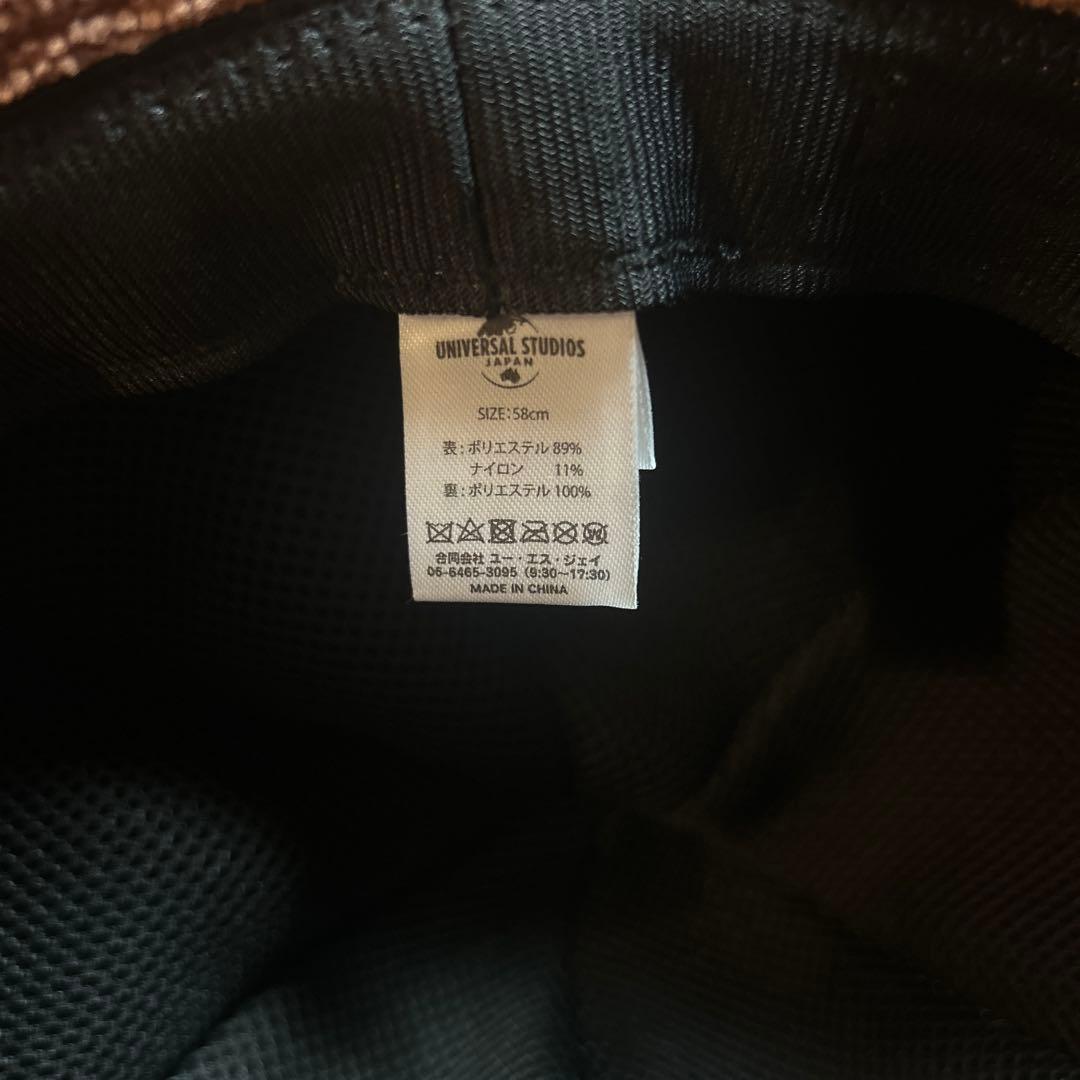 UNIVERSAL STUDIOS
JAPAN
SIZE:58cm
表:ポリエステル 89%
ナイロン 11%
裏:ポリエステル 100%
W
合同会社 ユー・エス・ジェイ
06-6465-3095 (9:30~17:30)
MADE IN CHINA